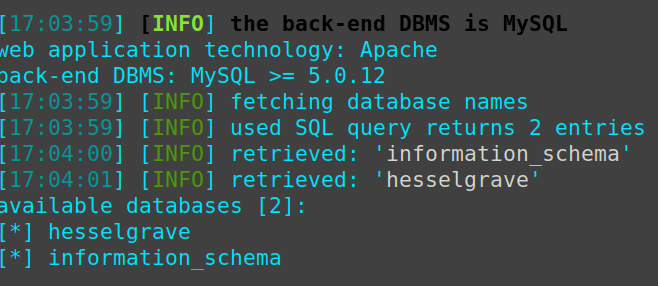 [17:03:59] [INFO] the back-end DBMS is MySQL
web application technology: Apache
back-end DBMS: MySQL >= 5.0.12
[17:03:59] [INFO] fetching database names
[17:03:59] [INFO] used SQL query returns 2 entries
[17:04:00] [INFO] retrieved: 'information_schema'
[17:04:01] [INFO] retrieved: 'hesselgrave'
available databases [2]:
[*] hesselgrave
[*] information_schema